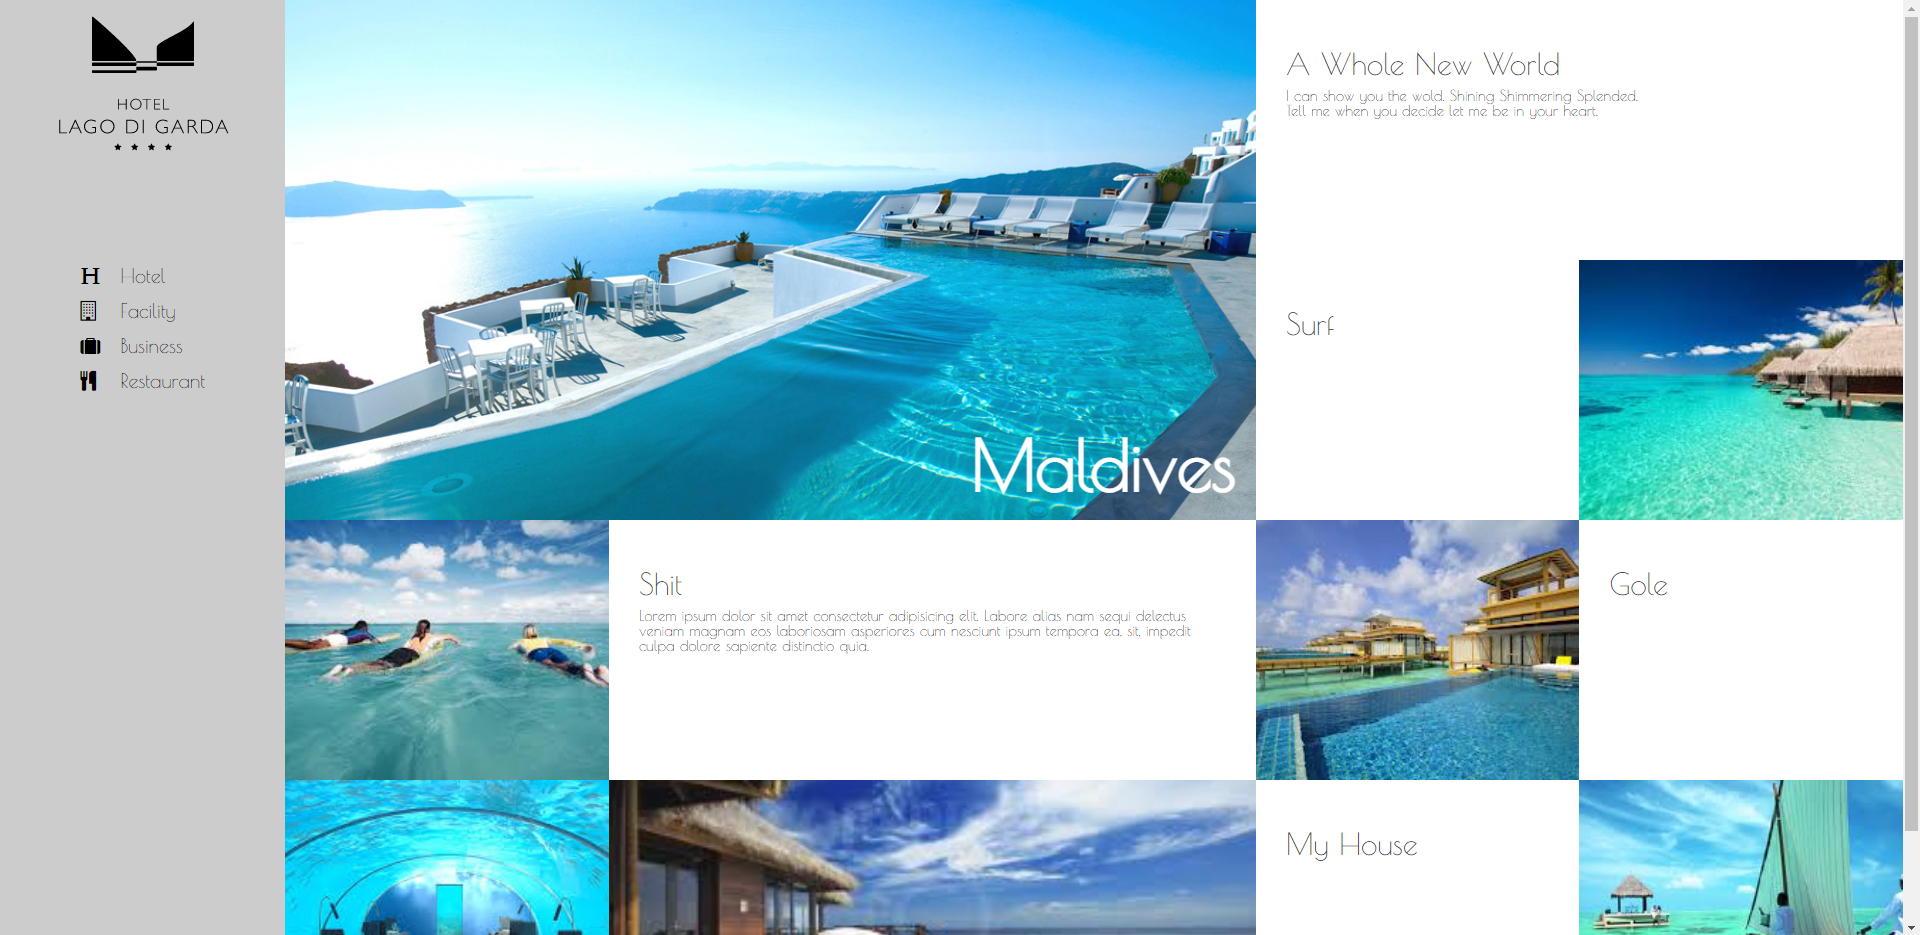 HOTEL
LAGO DI GARDA
H Hotel
Facility
Business
Restaurant
Maldives
A Whole New World
I can show you the wold. Shining Shimmering Splended.
Tell me when you decide let me be in your heart.
Surf
Shit
Lorem ipsum dolor sit amet consectetur adipisicing elit. Labore alias nam sequi delectus
veniam magnam eos laboriosam asperiores cum nesciunt ipsum tempora ea, sit, impedit
culpa dolore sapiente distinctio quia.
Gole
My House